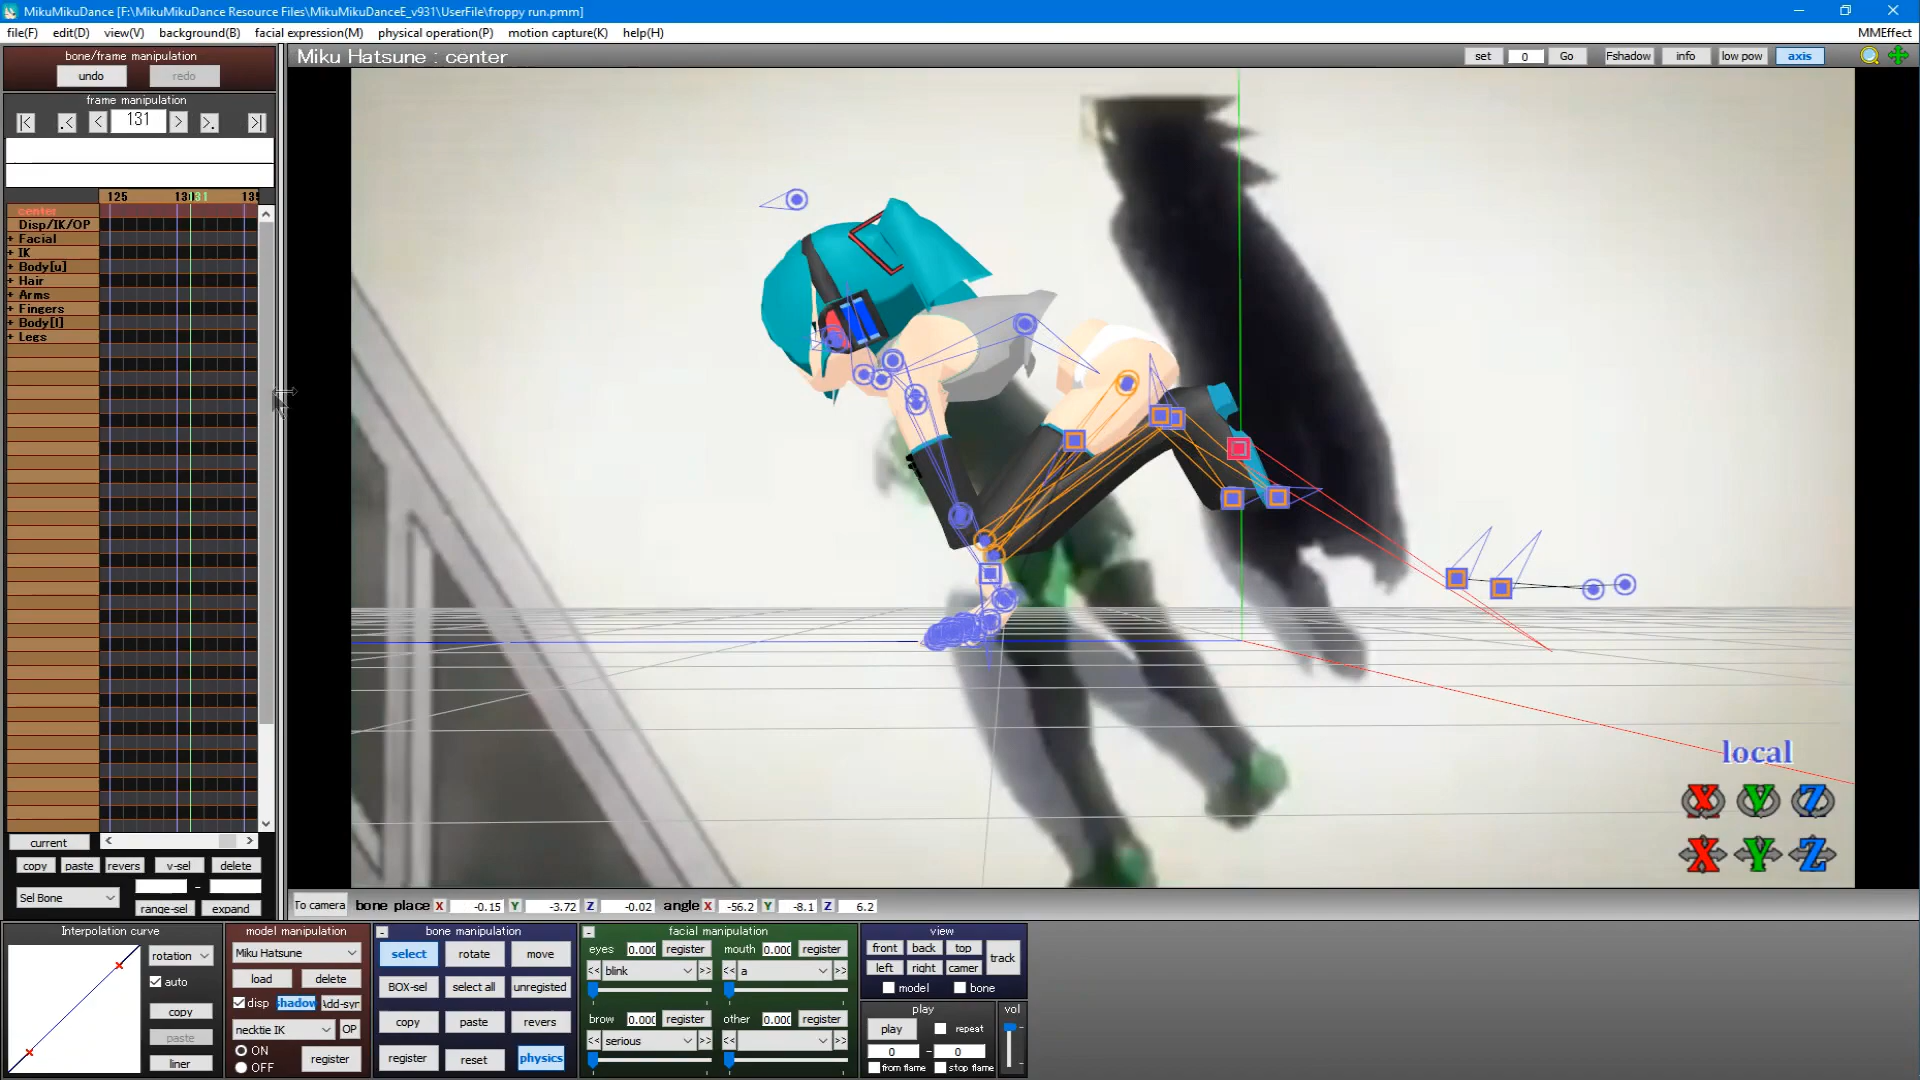 MikuMikuDance [F:\MikuMikuDance Resource Files\MikuMikuDanceE_v931\UserFile\froppy run.pmm]
file(F) edit(D) view(V) background(B) facial expression(M) physical operation(P) motion capture(K) help(H) MMEffect
bone/frame manipulation
undo redo
frame manipulation
|< .< < 131 > >. >|
Miku Hatsune : center
set 0 Go Fshadow info low pow axis
125 130 131 135
center
Disp/IK/OP
+ Facial
+ IK
+ Body[u]
+ Hair
+ Arms
+ Fingers
+ Body[l]
+ Legs
local
X Y Z
X Y Z
current < >
copy paste revers v-sel delete
Sel Bone -
range-sel expand
To camera bone place X -0.15 Y -3.72 Z -0.02 angle X -56.2 Y -8.1 Z 6.2
Interpolation curve
rotation
auto
copy
paste
liner
model manipulation
Miku Hatsune
load delete
disp shadow Add-syn
necktie IK OP
ON
OFF
register
- bone manipulation
select rotate move
BOX-sel select all unregisted
copy paste revers
register reset physics
- facial manipulation
eyes 0.000 register mouth 0.000 register
<< blink >> << a >>
brow 0.000 register other 0.000 register
<< serious >> << >>
view
front back top
left right camer
track
model bone
play
play repeat
0 - 0
from flame stop flame
vol